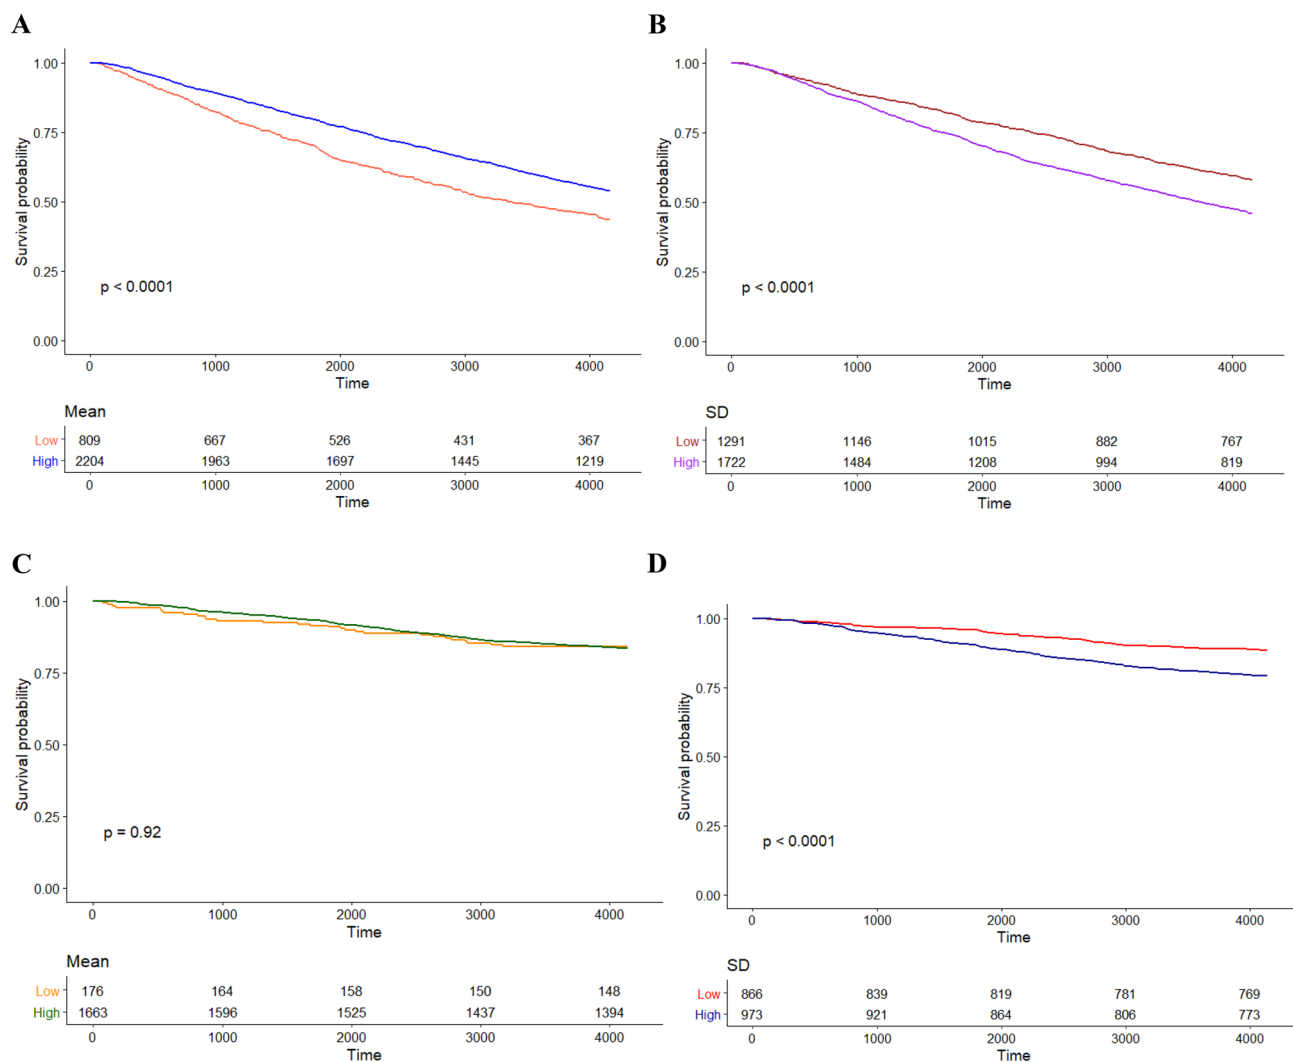 A
1.00
0.75
0.50
0.25
0.00
Survival probability
p < 0.0001
0 1000 2000 3000 4000
Time
Mean
Low 809 667 526 431 367
High 2204 1963 1697 1445 1219
0 1000 2000 3000 4000
Time
B
1.00
0.75
0.50
0.25
0.00
Survival probability
p < 0.0001
0 1000 2000 3000 4000
Time
SD
Low 1291 1146 1015 882 767
High 1722 1484 1208 994 819
0 1000 2000 3000 4000
Time
C
1.00
0.75
0.50
0.25
0.00
Survival probability
p = 0.92
0 1000 2000 3000 4000
Time
Mean
Low 176 164 158 150 148
High 1663 1596 1525 1437 1394
0 1000 2000 3000 4000
Time
D
1.00
0.75
0.50
0.25
0.00
Survival probability
p < 0.0001
0 1000 2000 3000 4000
Time
SD
Low 866 839 819 781 769
High 973 921 864 806 773
0 1000 2000 3000 4000
Time